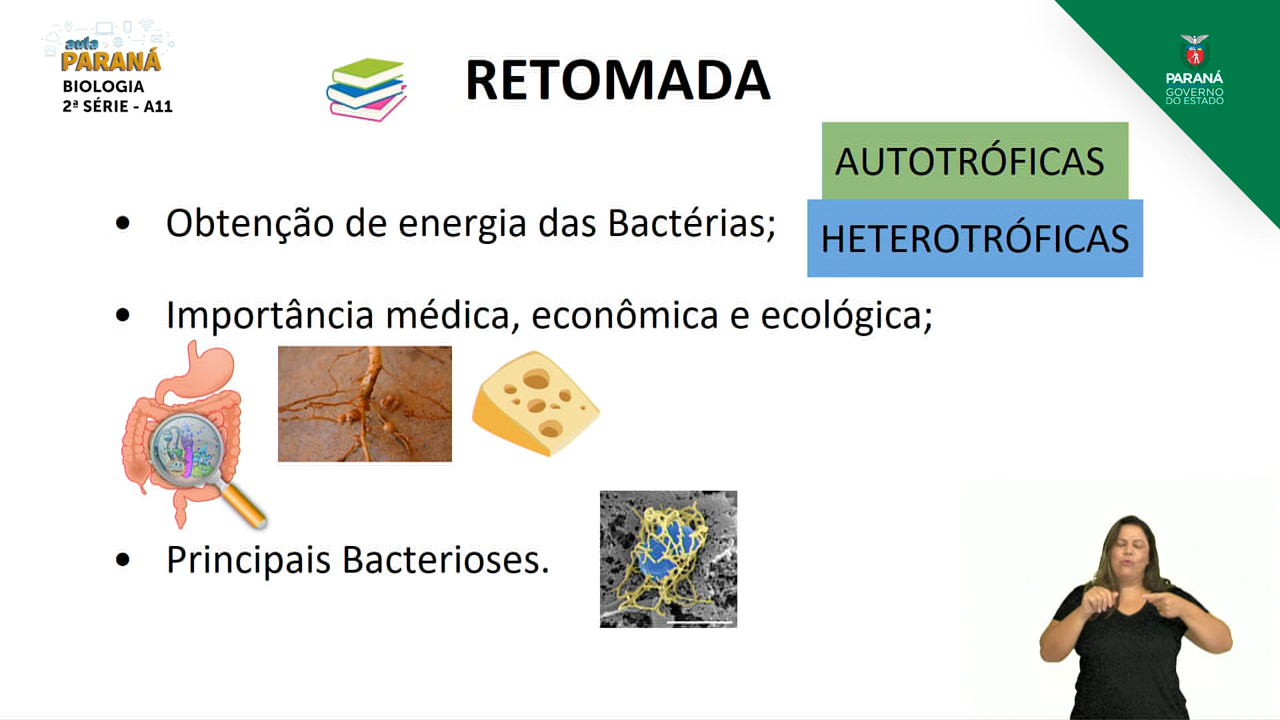 aula
PARANÁ
BIOLOGIA
2ª SÉRIE - A11
RETOMADA
PARANÁ
GOVERNO
DO ESTADO
AUTOTRÓFICAS
• Obtenção de energia das Bactérias;
HETEROTRÓFICAS
• Importância médica, econômica e ecológica;
• Principais Bacterioses.